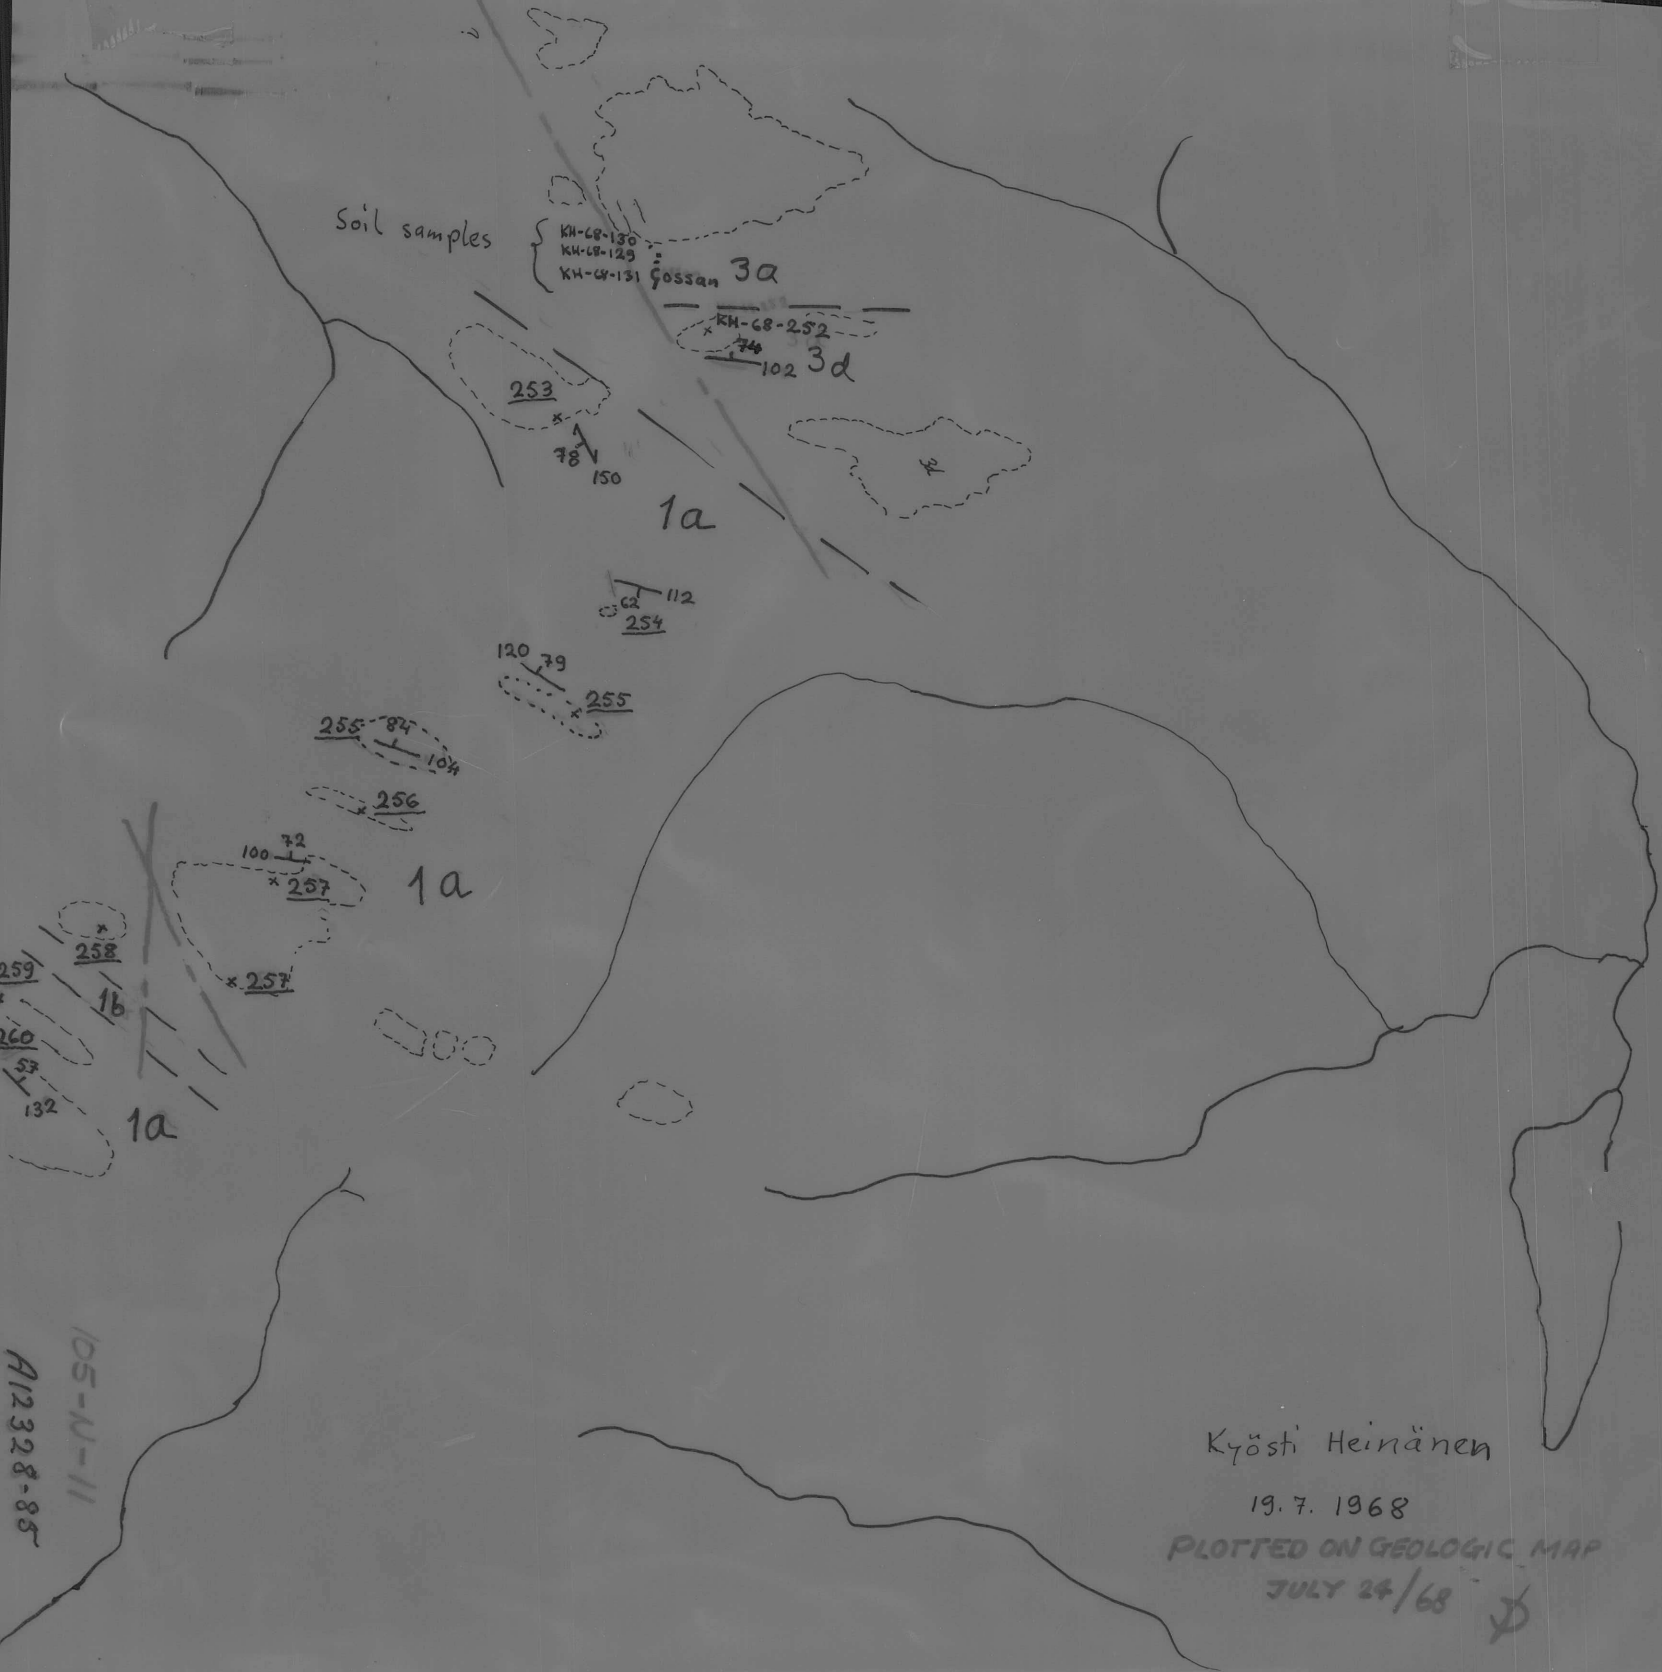 Soil samples
KH-68-130
KH-68-129
KH-68-131 Gossan 3a
KH-68-252
74
102 3d
253
78
150
3d
1a
112
62
254
120 79
255
255 84
104
256
72
100
257
1a
258
259
257
1b
260
57
132
1a
105-N-11
A12328-85
Kyösti Heinänen
19.7. 1968
PLOTTED ON GEOLOGIC MAP
JULY 24/68